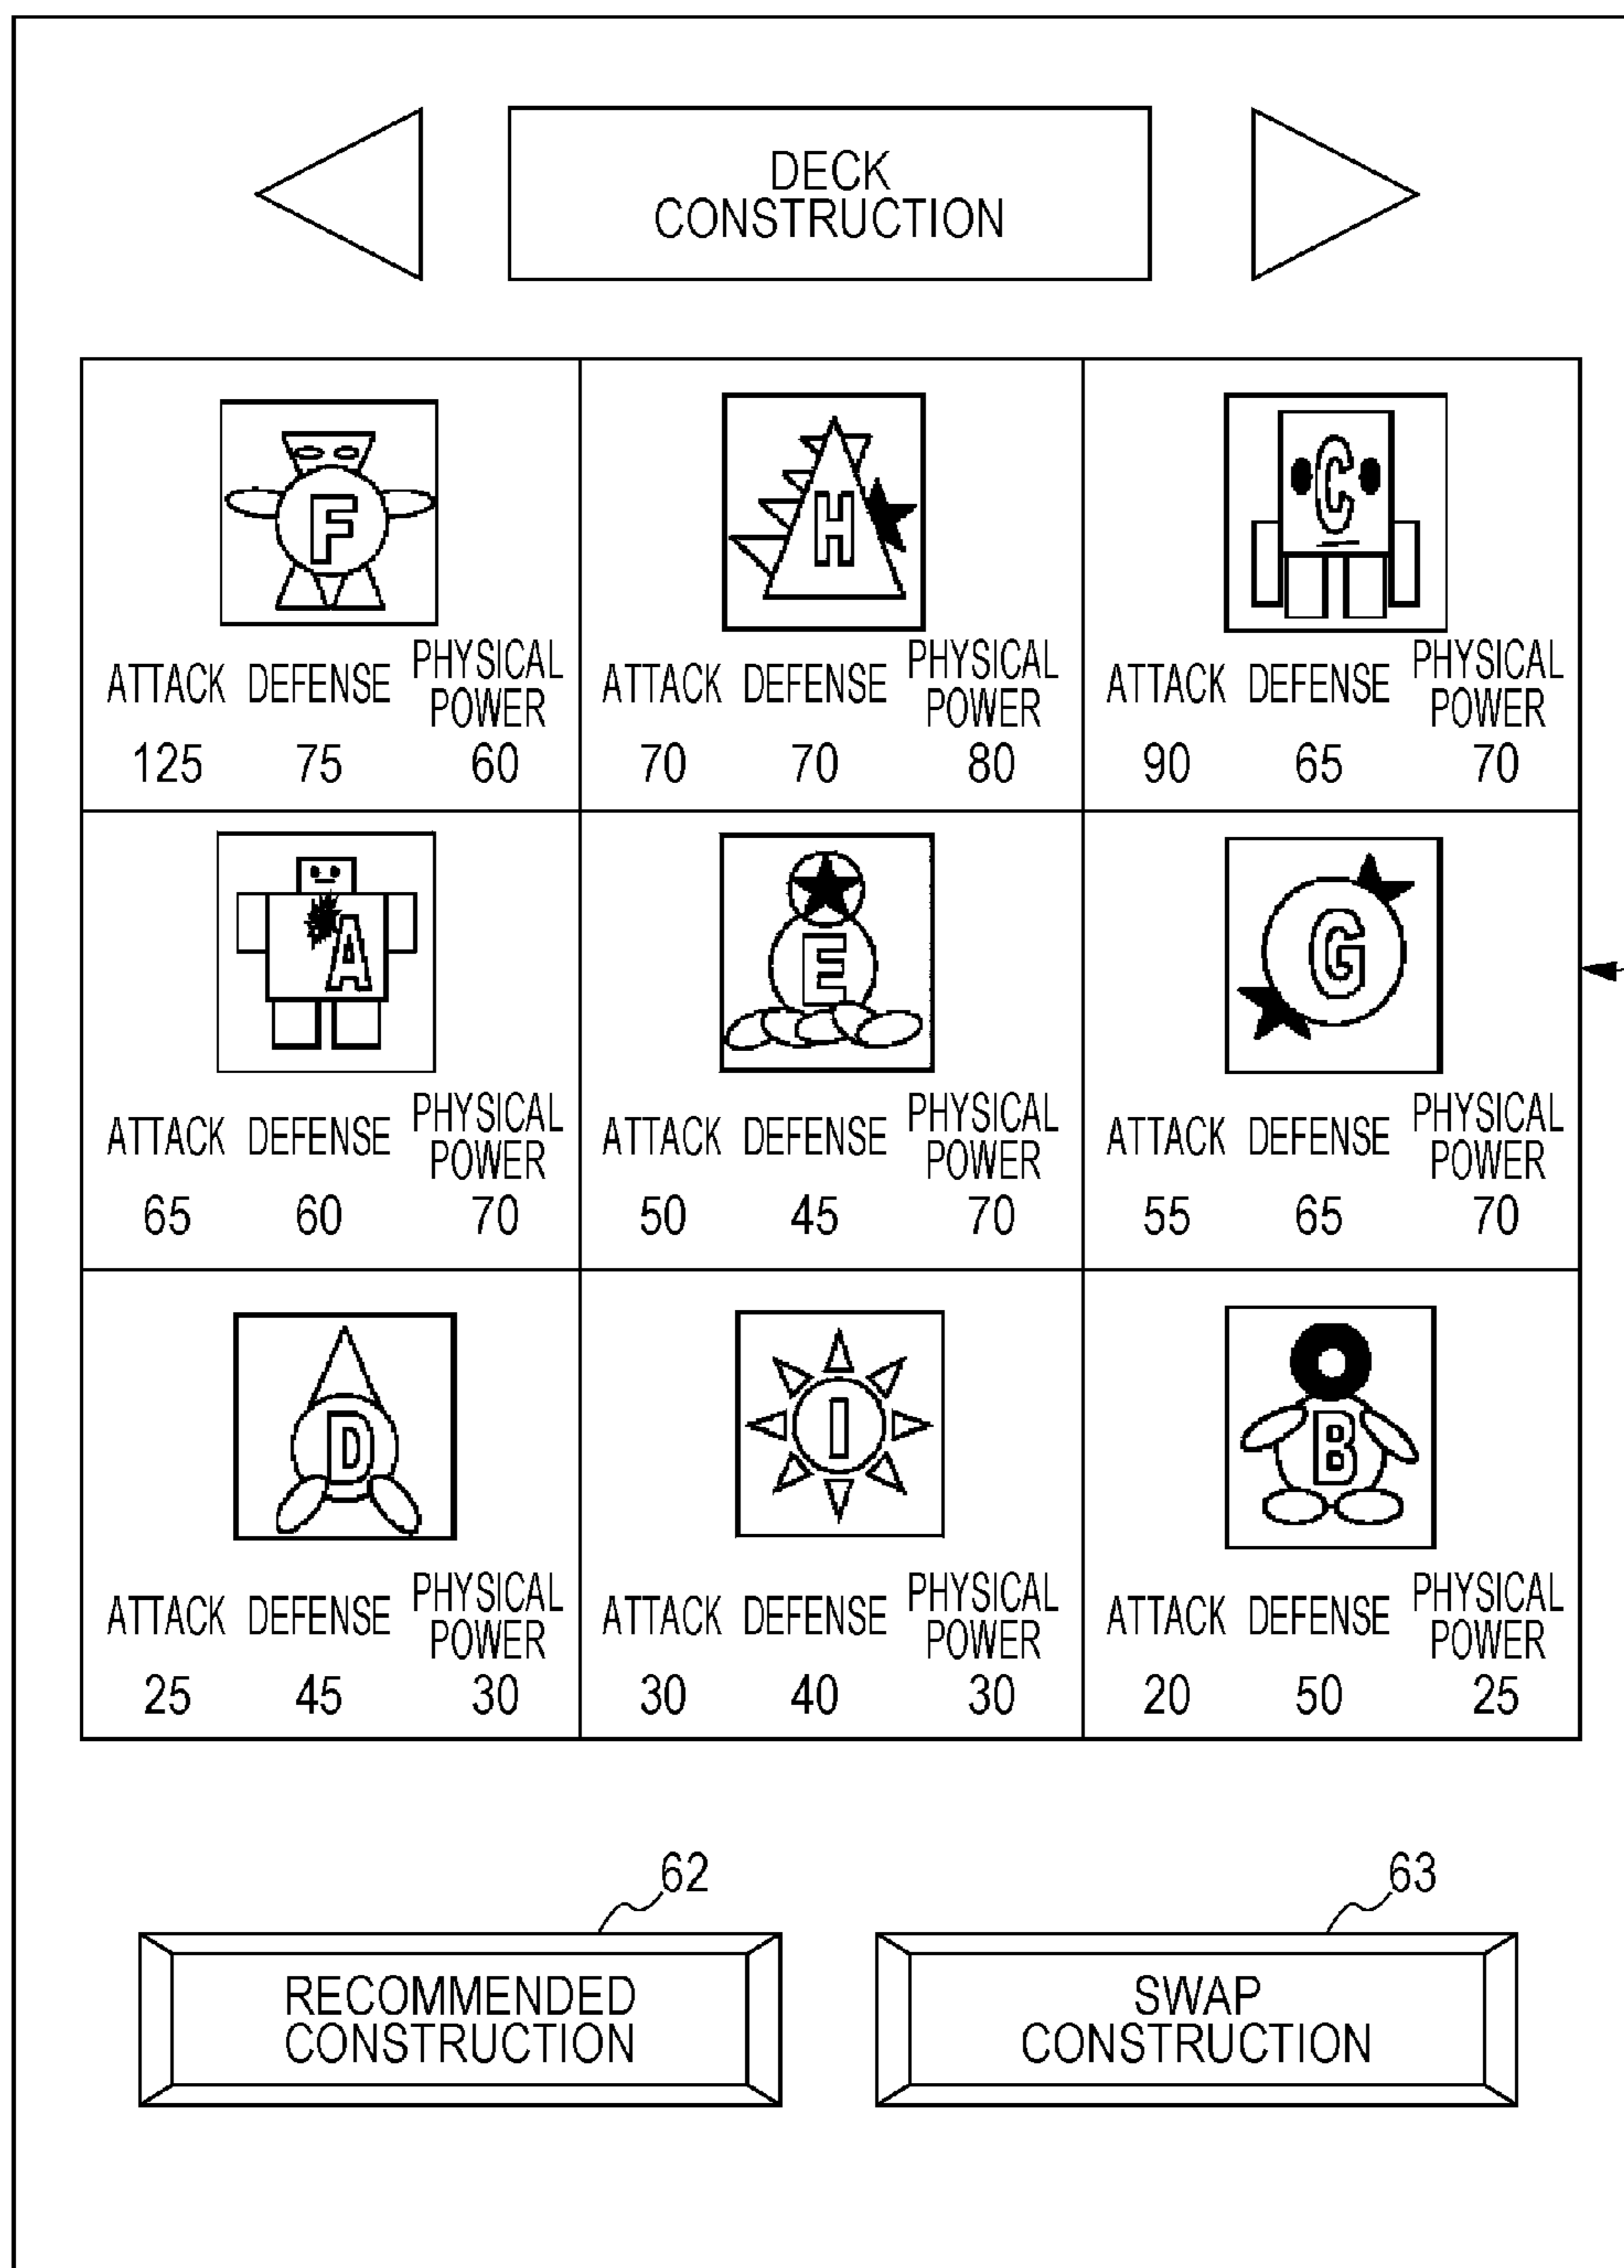 DECK
CONSTRUCTION
F
H
C
ATTACK DEFENSE PHYSICAL POWER ATTACK DEFENSE PHYSICAL POWER ATTACK DEFENSE PHYSICAL POWER
125 75 60 70 70 80 90 65 70
A
E
G
ATTACK DEFENSE PHYSICAL POWER ATTACK DEFENSE PHYSICAL POWER ATTACK DEFENSE PHYSICAL POWER
65 60 70 50 45 70 55 65 70
D
I
B
ATTACK DEFENSE PHYSICAL POWER ATTACK DEFENSE PHYSICAL POWER ATTACK DEFENSE PHYSICAL POWER
25 45 30 30 40 30 20 50 25
62
63
RECOMMENDED
CONSTRUCTION
SWAP
CONSTRUCTION